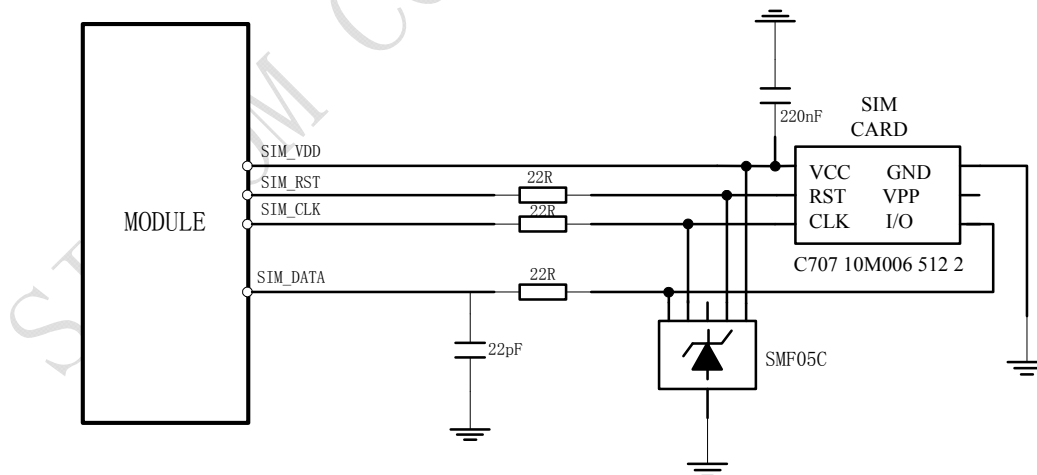 220nF
SIM
CARD
SIM_VDD
SIM_RST
SIM_CLK
SIM_DATA
MODULE
22R
22R
22R
VCC GND
RST VPP
CLK I/O
C707 10M006 512 2
22pF
SMF05C